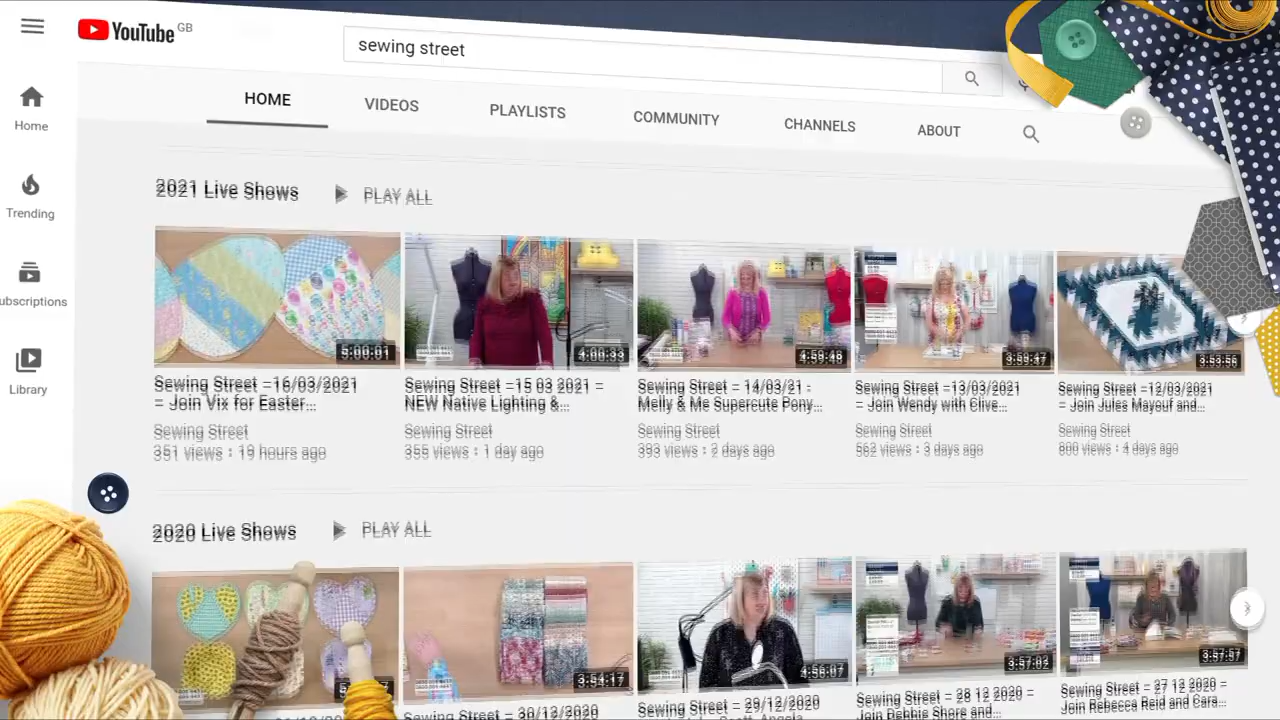 YouTube GB
sewing street
HOME
VIDEOS
PLAYLISTS
COMMUNITY
CHANNELS
ABOUT
Home
Trending
ubscriptions
Library
2021 Live Shows
PLAY ALL
5:00:01
4:00:33
4:59:49
3:59:47
3:59:56
Sewing Street =16/03/2021
= Join Vix for Easter...
Sewing Street
351 views • 19 hours ago
Sewing Street =15 03 2021 =
NEW Native Lighting &...
Sewing Street
355 views • 1 day ago
Sewing Street = 14/03/21 -
Melly & Me Supercute Pony...
Sewing Street
393 views • 2 days ago
Sewing Street =13/03/2021
= Join Wendy with Clive...
Sewing Street
562 views • 3 days ago
Sewing Street =12/03/2021
= Join Jules Mayouf and...
Sewing Street
800 views • 4 days ago
2020 Live Shows
PLAY ALL
3:54:17
4:56:07
3:57:02
3:57:57
Sewing Street = 30/12/2020
Sewing Street = 29/12/2020
Scott, Angela
Sewing Street = 28 12 2020 =
Join Debbie Shore and...
Sewing Street = 27 12 2020 =
Join Rebecca Reid and Cara...